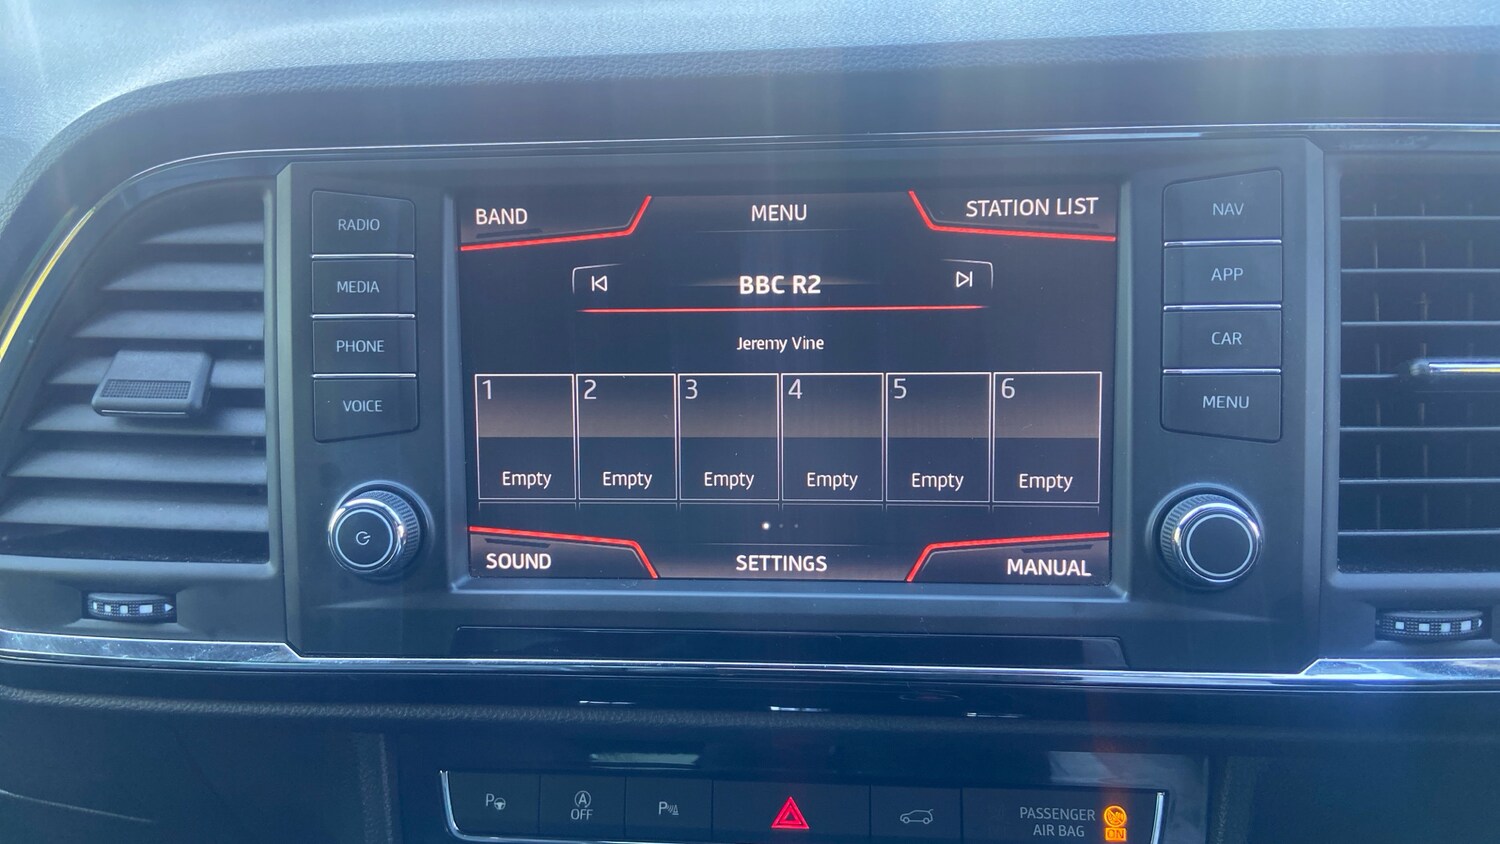 RADIO
MEDIA
PHONE
VOICE
BAND
MENU
STATION LIST
BBC R2
Jeremy Vine
1 2 3 4 5 6
Empty Empty Empty Empty Empty Empty
SOUND
SETTINGS
MANUAL
NAV
APP
CAR
MENU
P
A
OFF
P
PASSENGER
AIR BAG
ON